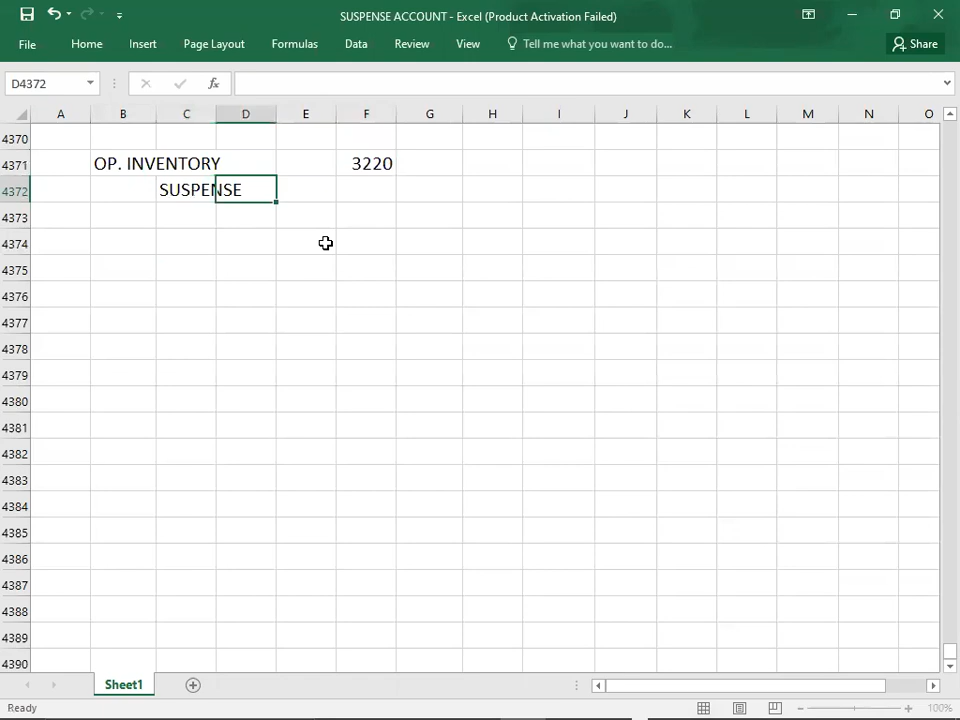 SUSPENSE ACCOUNT - Excel (Product Activation Failed)
File Home Insert Page Layout Formulas Data Review View Tell me what you want to do... Share
D4372 fx
A B C D E F G H I J K L M N O
4370
4371 OP. INVENTORY 3220
4372 SUSPENSE
4373
4374
4375
4376
4377
4378
4379
4380
4381
4382
4383
4384
4385
4386
4387
4388
4389
4390
Sheet1
Ready 100%